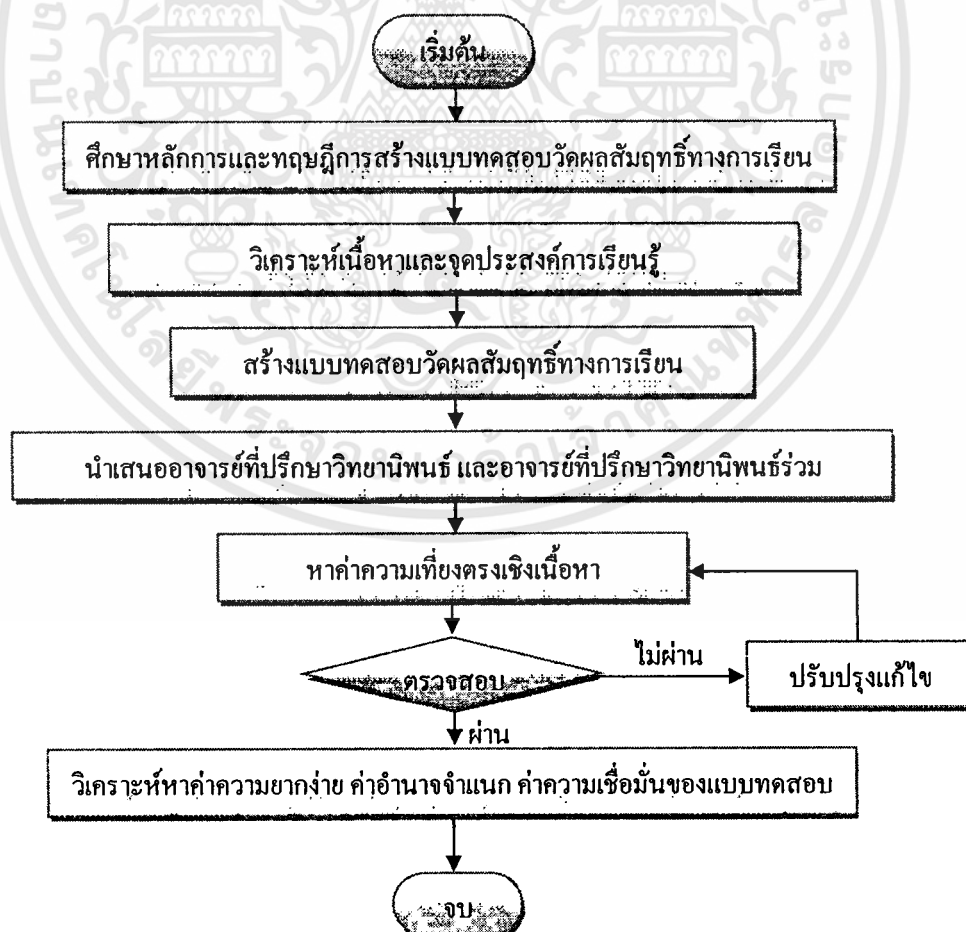 เริ่มต้น
ศึกษาหลักการและทฤษฎีการสร้างแบบทดสอบวัดผลสัมฤทธิ์ทางการเรียน
วิเคราะห์เนื้อหาและจุดประสงค์การเรียนรู้
สร้างแบบทดสอบวัดผลสัมฤทธิ์ทางการเรียน
นำเสนออาจารย์ที่ปรึกษาวิทยานิพนธ์ และอาจารย์ที่ปรึกษาวิทยานิพนธ์ร่วม
หาค่าความเที่ยงตรงเชิงเนื้อหา
ตรวจสอบ
ไม่ผ่าน
ปรับปรุงแก้ไข
ผ่าน
วิเคราะห์หาค่าความยากง่าย ค่าอำนาจจำแนก ค่าความเชื่อมั่นของแบบทดสอบ
จบ